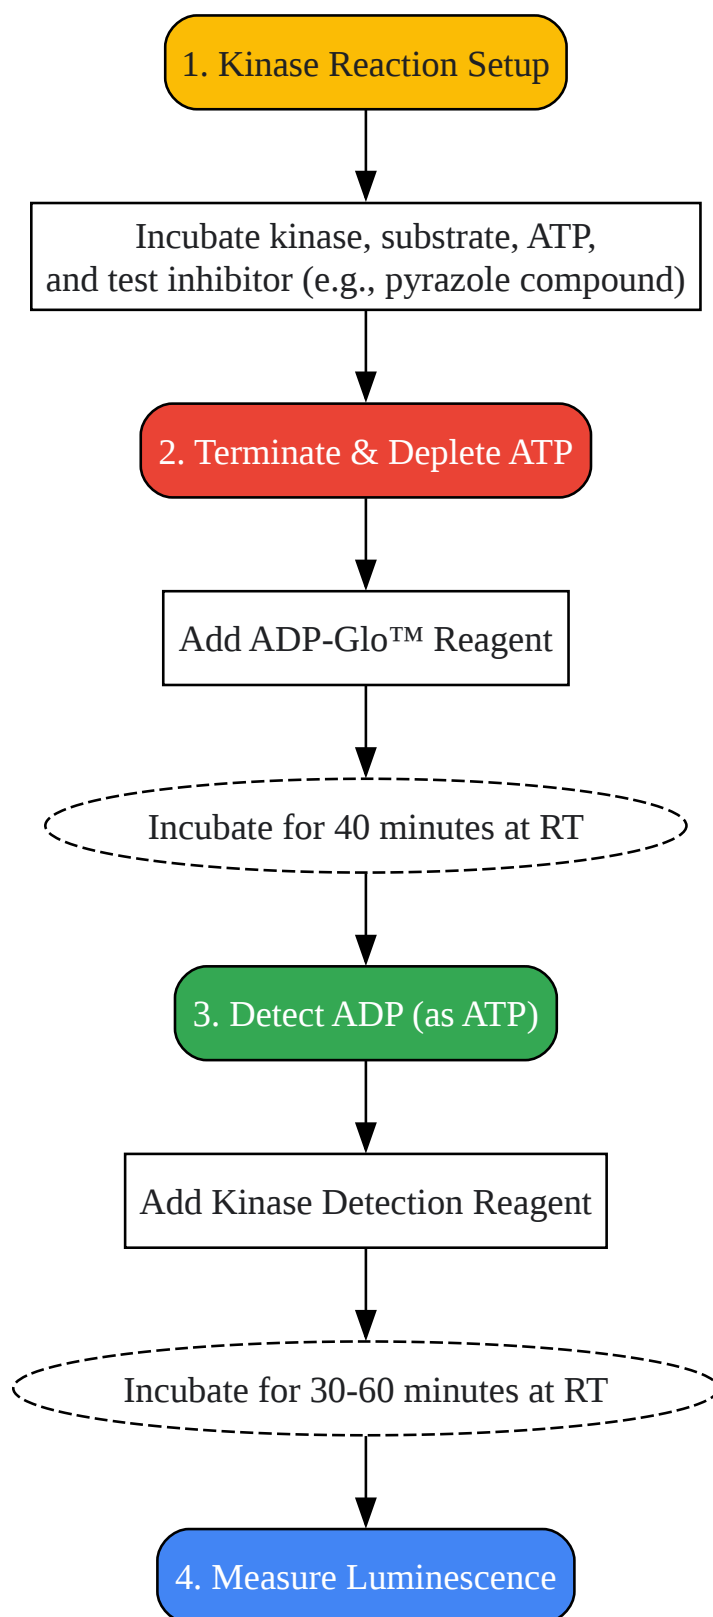 1. Kinase Reaction Setup
Incubate kinase, substrate, ATP,
and test inhibitor (e.g., pyrazole compound)
2. Terminate & Deplete ATP
Add ADP-Glo™ Reagent
Incubate for 40 minutes at RT
3. Detect ADP (as ATP)
Add Kinase Detection Reagent
Incubate for 30-60 minutes at RT
4. Measure Luminescence